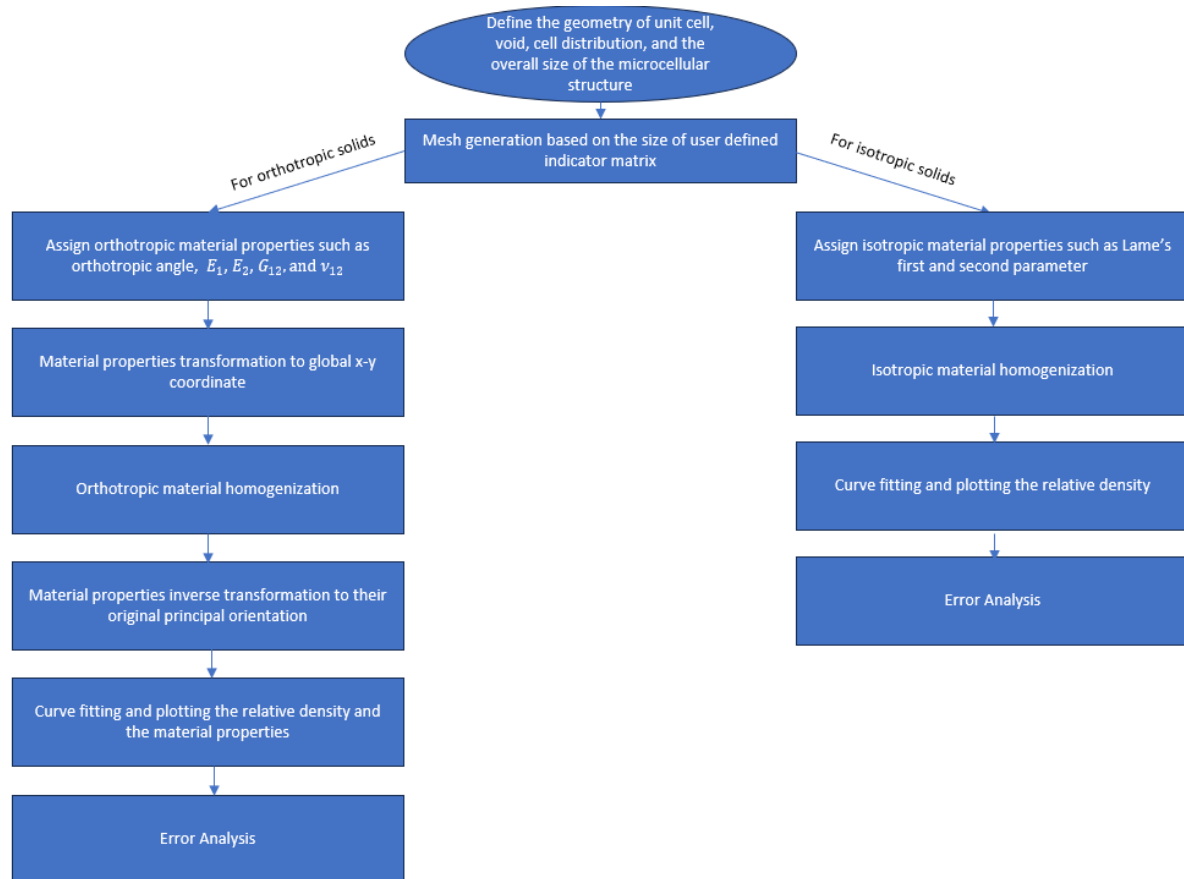 Define the geometry of unit cell,
void, cell distribution, and the
overall size of the microcellular
structure
Mesh generation based on the size of user defined
indicator matrix
For orthotropic solids
For isotropic solids
Assign orthotropic material properties such as
orthotropic angle, E₁, E₂, G₁₂, and ν₁₂
Material properties transformation to global x-y
coordinate
Orthotropic material homogenization
Material properties inverse transformation to their
original principal orientation
Curve fitting and plotting the relative density and
the material properties
Error Analysis
Assign isotropic material properties such as Lame's
first and second parameter
Isotropic material homogenization
Curve fitting and plotting the relative density
Error Analysis